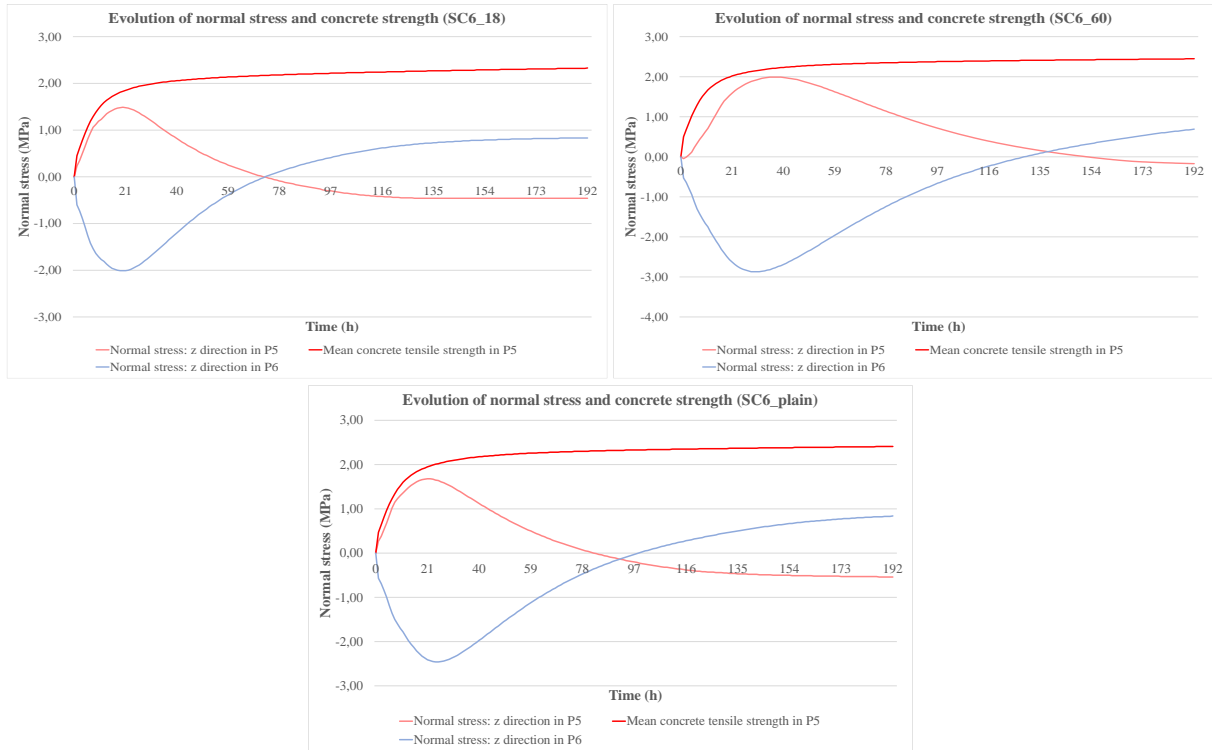 Evolution of normal stress and concrete strength (SC6_18)
3,00
2,00
1,00
0,00
-1,00
-2,00
-3,00
Normal stress (MPa)
0 21 40 59 78 97 116 135 154 173 192
Time (h)
Normal stress: z direction in P5
Mean concrete tensile strength in P5
Normal stress: z direction in P6
Evolution of normal stress and concrete strength (SC6_60)
3,00
2,00
1,00
0,00
-1,00
-2,00
-3,00
-4,00
Normal stress (MPa)
0 21 40 59 78 97 116 135 154 173 192
Time (h)
Normal stress: z direction in P5
Mean concrete tensile strength in P5
Normal stress: z direction in P6
Evolution of normal stress and concrete strength (SC6_plain)
3,00
2,00
1,00
0,00
-1,00
-2,00
-3,00
Normal stress (MPa)
0 21 40 59 78 97 116 135 154 173 192
Time (h)
Normal stress: z direction in P5
Mean concrete tensile strength in P5
Normal stress: z direction in P6